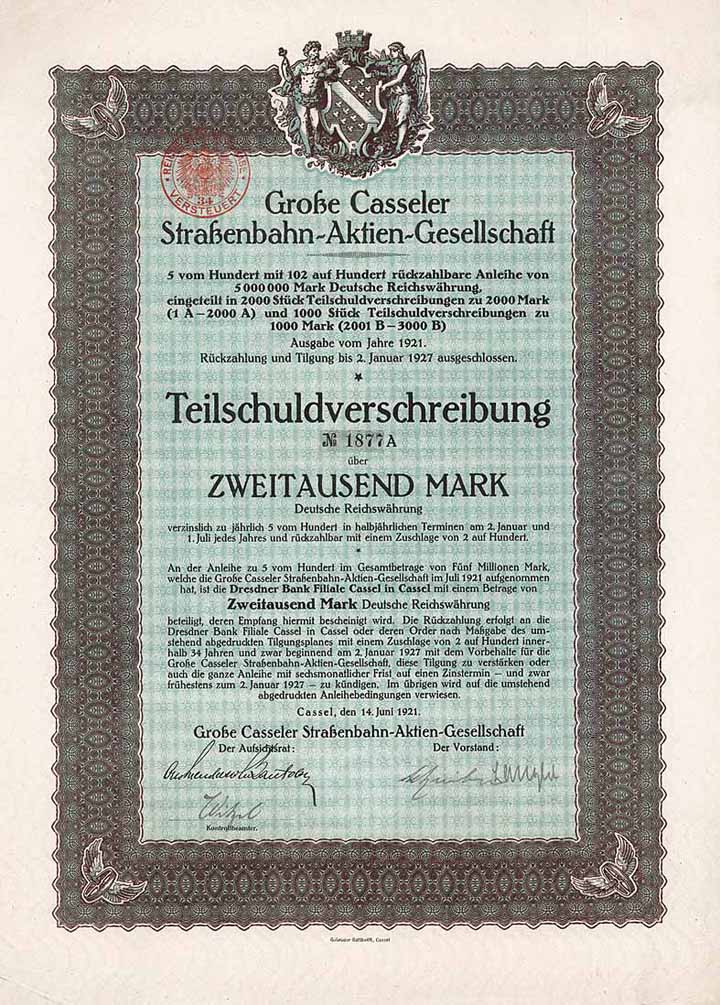 VERSTEUERT
34
Große Casseler
Straßenbahn-Aktien-Gesellschaft
5 vom Hundert mit 102 auf Hundert rückzahlbare Anleihe von
5 000 000 Mark Deutsche Reichswährung,
eingeteilt in 2000 Stück Teilschuldverschreibungen zu 2000 Mark
(1 A – 2000 A) und 1000 Stück Teilschuldverschreibungen zu
1000 Mark (2001 B – 3000 B)
Ausgabe vom Jahre 1921.
Rückzahlung und Tilgung bis 2. Januar 1927 ausgeschlossen.
Teilschuldverschreibung
№ 1877 A
über
ZWEITAUSEND MARK
Deutsche Reichswährung
verzinslich zu jährlich 5 vom Hundert in halbjährlichen Terminen am 2. Januar und
1. Juli jedes Jahres und rückzahlbar mit einem Zuschlage von 2 auf Hundert.
An der Anleihe zu 5 vom Hundert im Gesamtbetrage von Fünf Millionen Mark,
welche die Große Casseler Straßenbahn-Aktien-Gesellschaft im Juli 1921 aufgenommen
hat, ist die Dresdner Bank Filiale Cassel in Cassel mit einem Betrage von
Zweitausend Mark Deutsche Reichswährung
beteiligt, deren Empfang hiermit bescheinigt wird. Die Rückzahlung erfolgt an die
Dresdner Bank Filiale Cassel in Cassel oder deren Order nach Maßgabe des um-
stehend abgedruckten Tilgungsplanes mit einem Zuschlage von 2 auf Hundert inner-
halb 34 Jahren und zwar beginnend am 2. Januar 1927 mit dem Vorbehalte für die
Große Casseler Straßenbahn-Aktien-Gesellschaft, diese Tilgung zu verstärken oder
auch die ganze Anleihe mit sechsmonatlicher Frist auf einen Zinstermin – und zwar
frühestens zum 2. Januar 1927 – zu kündigen. Im übrigen wird auf die umstehend
abgedruckten Anleihebedingungen verwiesen.
Cassel, den 14. Juni 1921.
Große Casseler Straßenbahn-Aktien-Gesellschaft
Der Aufsichtsrat: Der Vorstand:
Kontrollbeamter.
Cassel